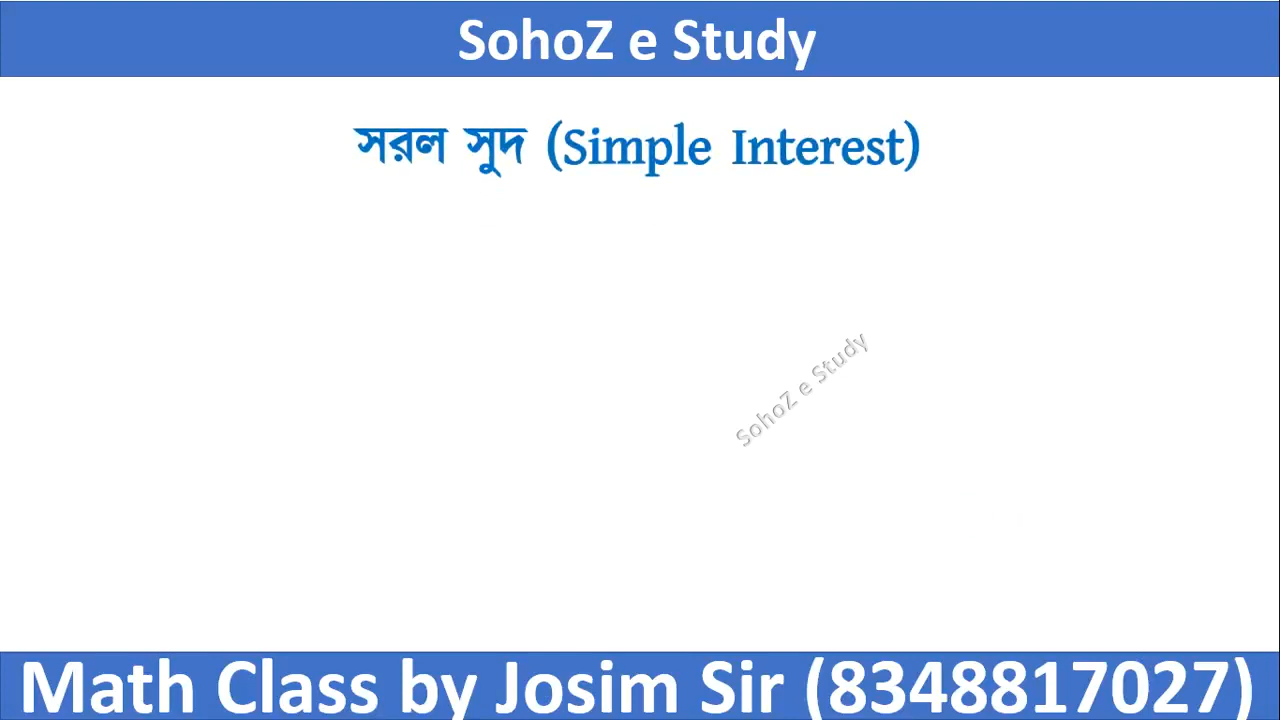 SohoZ e Study
সরল সুদ (Simple Interest)
SohoZ e Study
Math Class by Josim Sir (8348817027)